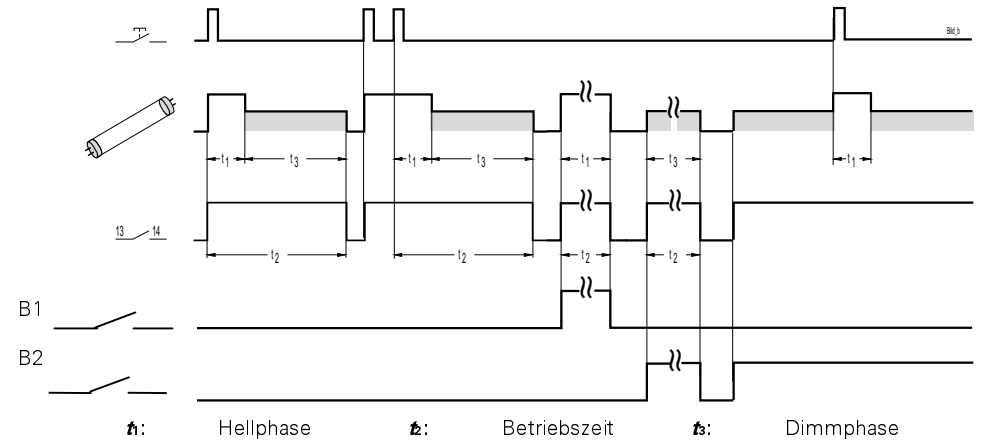 Bild_b
t1 t3 t1 t3 t1 t3 t1
13 14
t2 t2 t2 t2
B1
B2
t1: Hellphase t2: Betriebszeit t3: Dimmphase